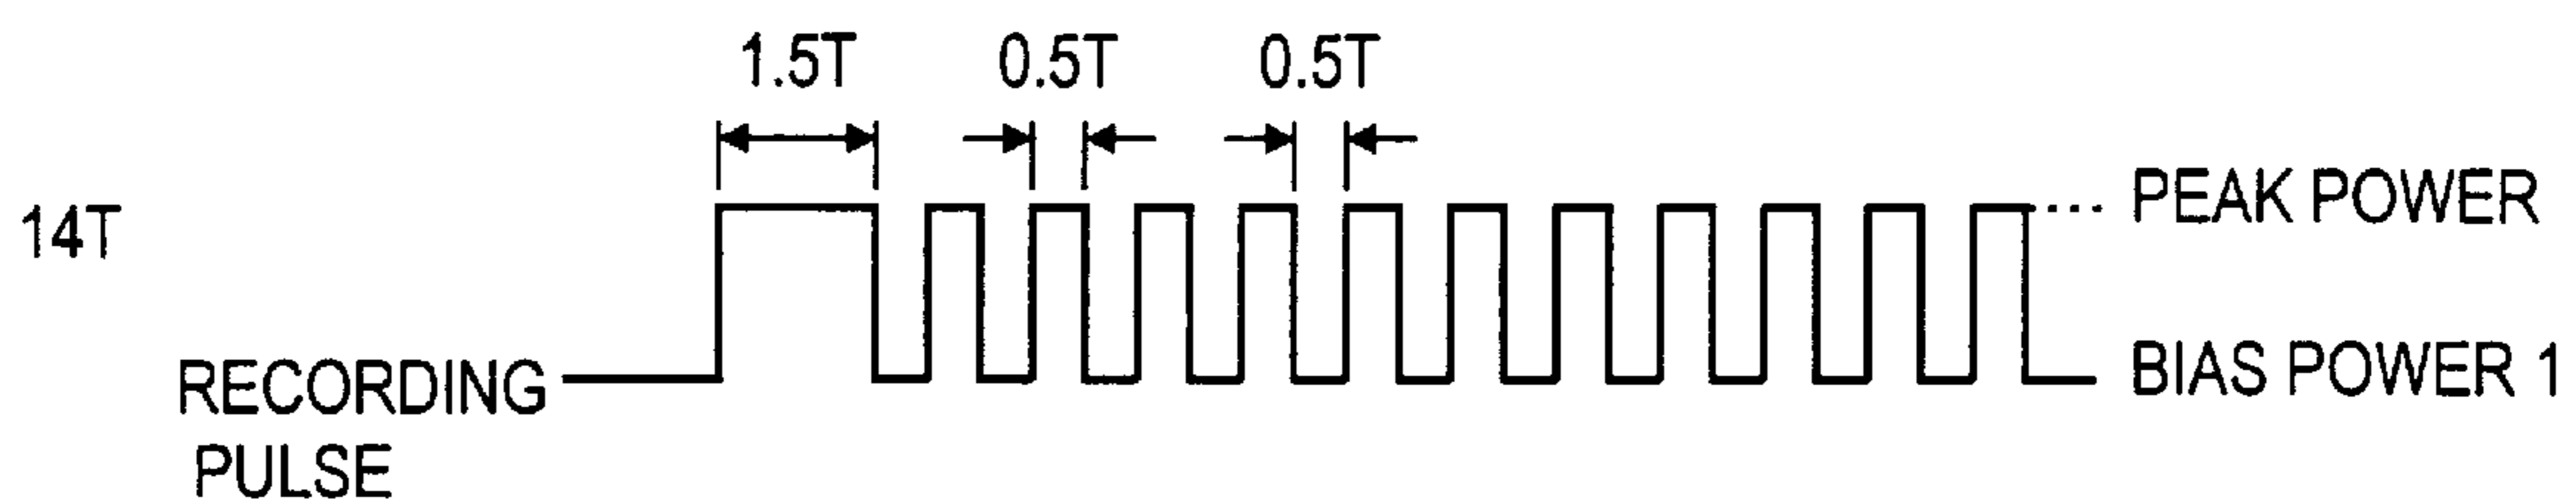 1.5T 0.5T 0.5T
14T
PEAK POWER
RECORDING
PULSE
BIAS POWER 1